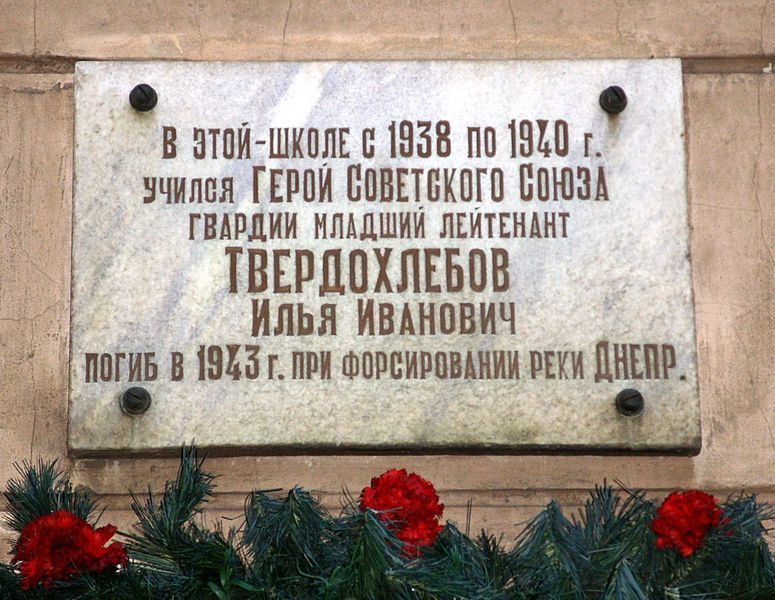 В ЭТОЙ-ШКОЛЕ С 1938 ПО 1940 Г.
УЧИЛСЯ ГЕРОЙ СОВЕТСКОГО СОЮЗА
ГВАРДИИ МЛАДШИЙ ЛЕЙТЕНАНТ
ТВЕРДОХЛЕБОВ
ИЛЬЯ ИВАНОВИЧ
ПОГИБ В 1943 Г. ПРИ ФОРСИРОВАНИИ РЕКИ ДНЕПР.